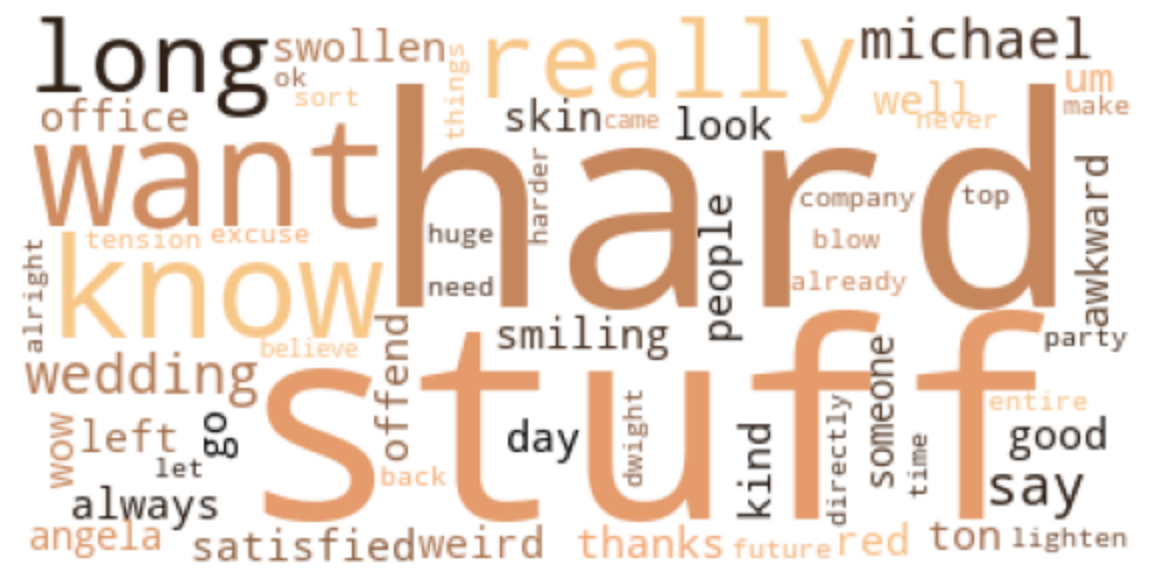 long
swollen
really
michael
ok
sort
things
um
well
never
make
office
skin
came
look
want
hard
harder
awkward
huge
need
people
company
top
blow
already
tension
excuse
alright
know
believe
smiling
party
wedding
offend
stuff
someone
entire
wow
left
go
day
dwight
kind
directly
time
good
let
back
say
always
angela
satisfied
weird
thanks
future
red
ton
lighten